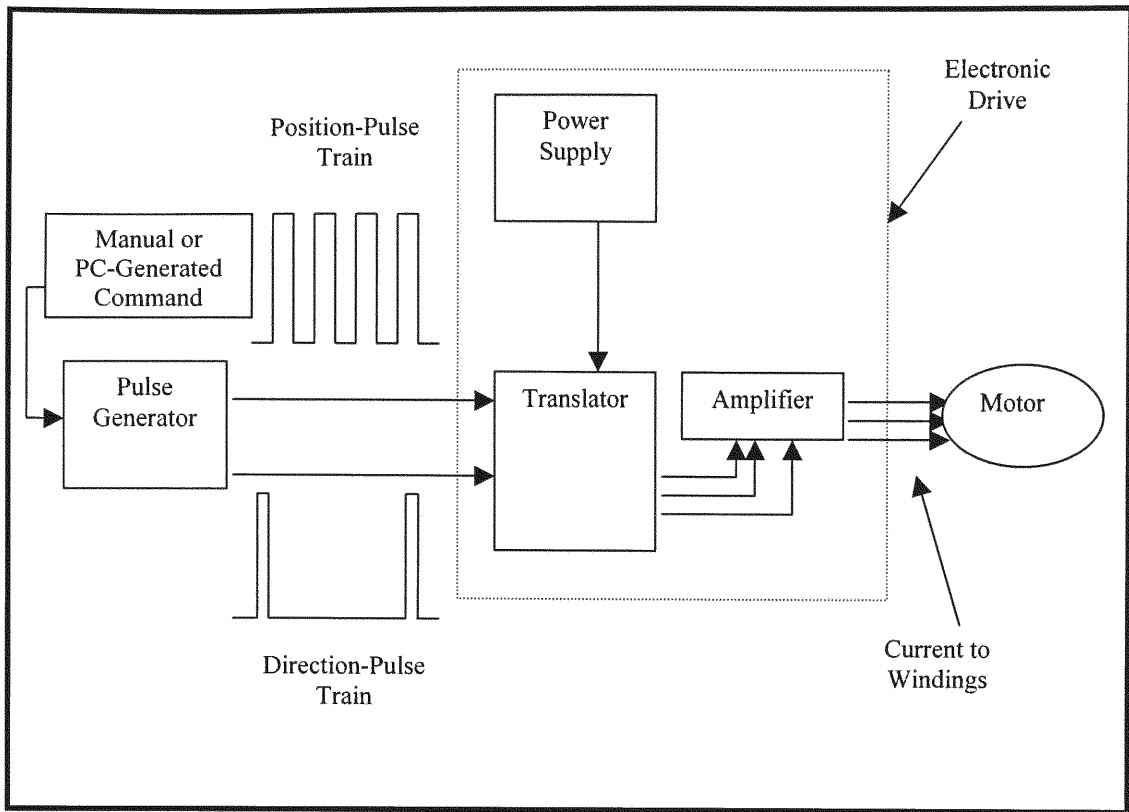 Electronic
Drive
Power
Supply
Position-Pulse
Train
Manual or
PC-Generated
Command
Pulse
Generator
Translator
Amplifier
Motor
Direction-Pulse
Train
Current to
Windings